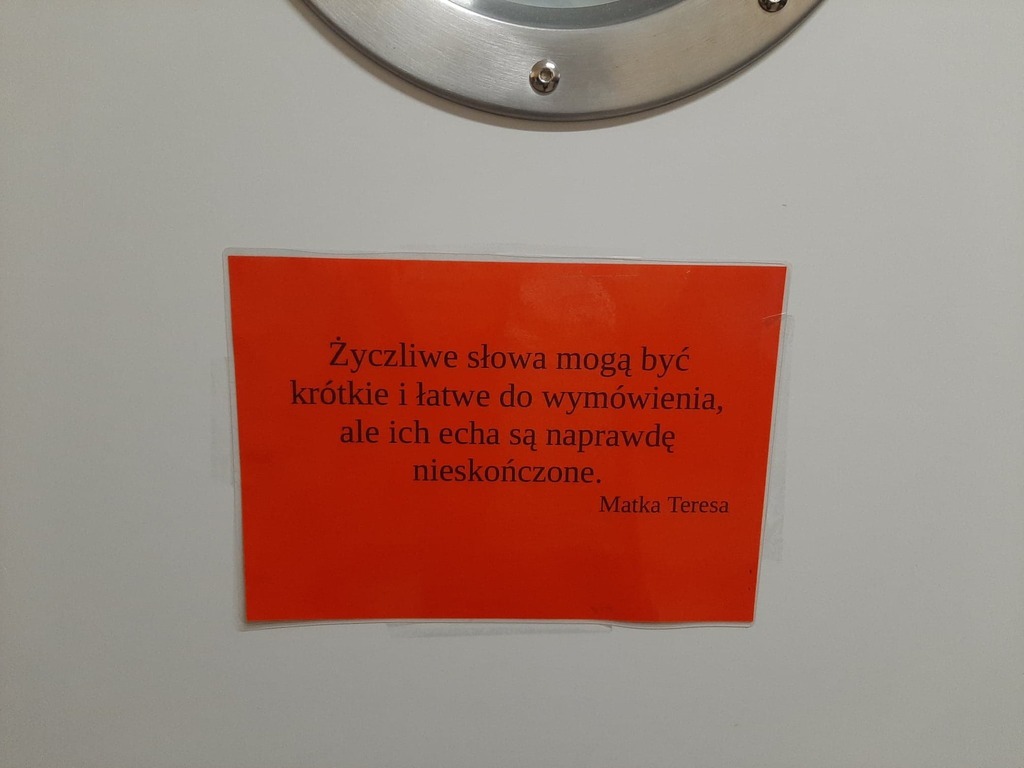 Życzliwe słowa mogą być
krótkie i łatwe do wymówienia,
ale ich echa są naprawdę
nieskończone.
Matka Teresa